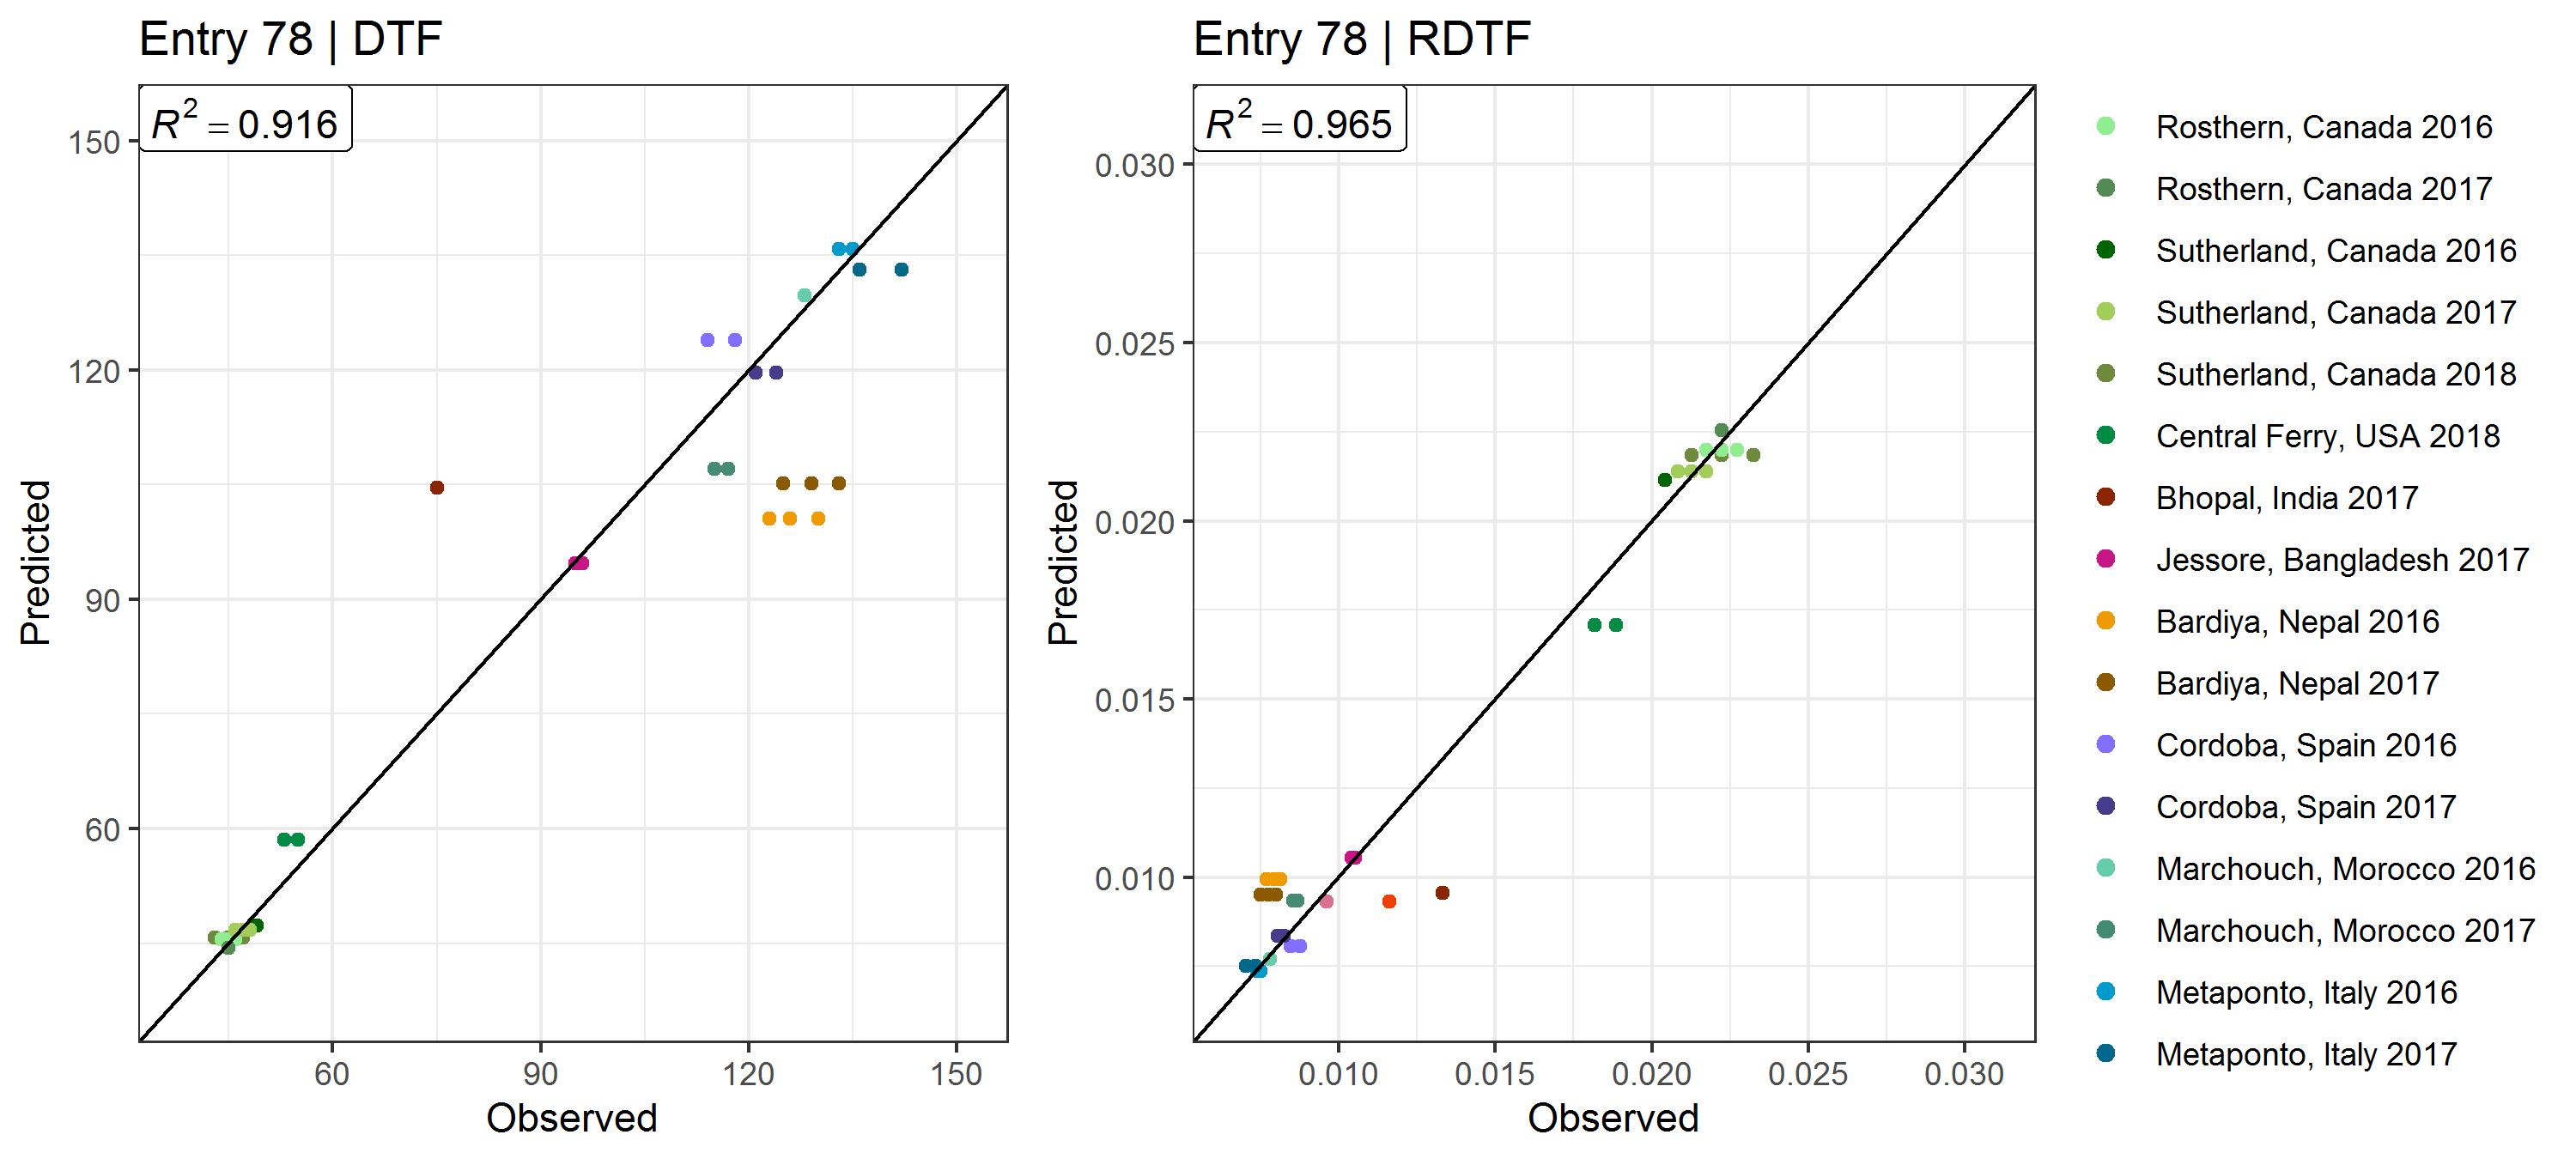 Entry 78 | DTF
R² = 0.916
150
120
90
60
60 90 120 150
Observed
Predicted
Entry 78 | RDTF
R² = 0.965
0.030
0.025
0.020
0.015
0.010
0.010 0.015 0.020 0.025 0.030
Observed
Predicted
Rosthern, Canada 2016
Rosthern, Canada 2017
Sutherland, Canada 2016
Sutherland, Canada 2017
Sutherland, Canada 2018
Central Ferry, USA 2018
Bhopal, India 2017
Jessore, Bangladesh 2017
Bardiya, Nepal 2016
Bardiya, Nepal 2017
Cordoba, Spain 2016
Cordoba, Spain 2017
Marchouch, Morocco 2016
Marchouch, Morocco 2017
Metaponto, Italy 2016
Metaponto, Italy 2017